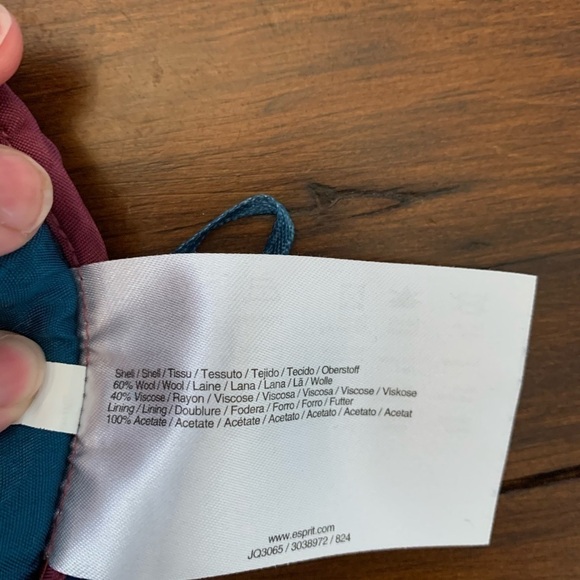 Shell / Shell / Tissu / Tessuto / Tejido / Tecido / Oberstoff
60% Wool / Wool / Laine / Lana / Lana / Lã / Wolle
40% Viscose / Rayon / Viscose / Viscosa / Viscosa / Viscose / Viskose
Lining / Lining / Doublure / Fodera / Forro / Forro / Futter
100% Acetate / Acetate / Acétate / Acetato / Acetato / Acetato / Acetat
www.esprit.com
JQ3065 / 3038972 / 824